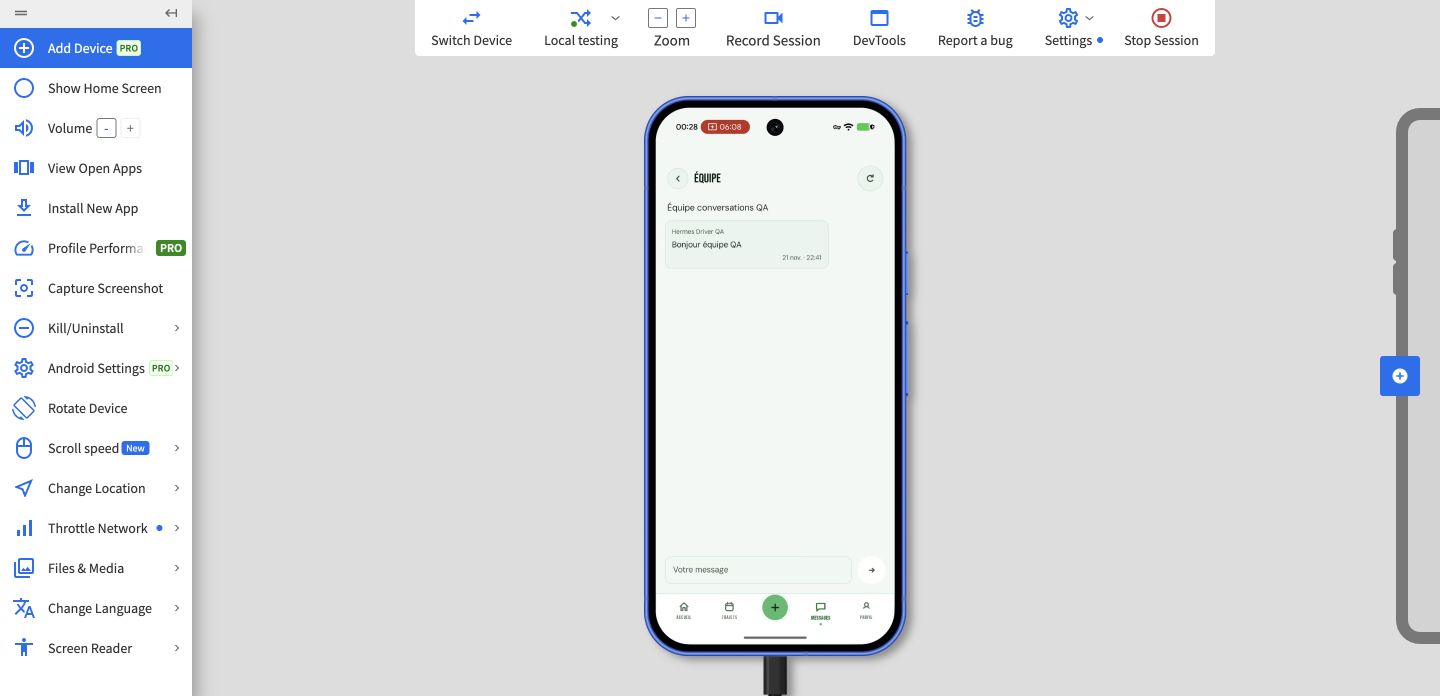 Switch Device
Local testing
Zoom
Record Session
DevTools
Report a bug
Settings
Stop Session
Add Device PRO
Show Home Screen
Volume - +
View Open Apps
Install New App
Profile Performa PRO
Capture Screenshot
Kill/Uninstall
Android Settings PRO
Rotate Device
Scroll speed New
Change Location
Throttle Network
Files & Media
Change Language
Screen Reader
00:28 06:08
ÉQUIPE
Équipe conversations QA
Hermes Driver QA
Bonjour équipe QA
21 nov. · 22:41
Votre message
ACCUEIL TRAJETS MESSAGES PROFIL